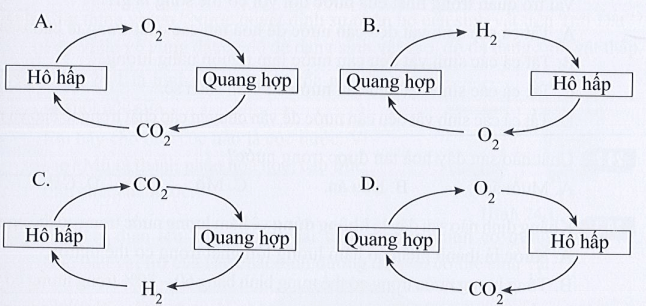 A.
O₂
Hô hấp
Quang hợp
CO₂
B.
H₂
Quang hợp
Hô hấp
O₂
C.
CO₂
Hô hấp
Quang hợp
H₂
D.
O₂
Quang hợp
Hô hấp
CO₂